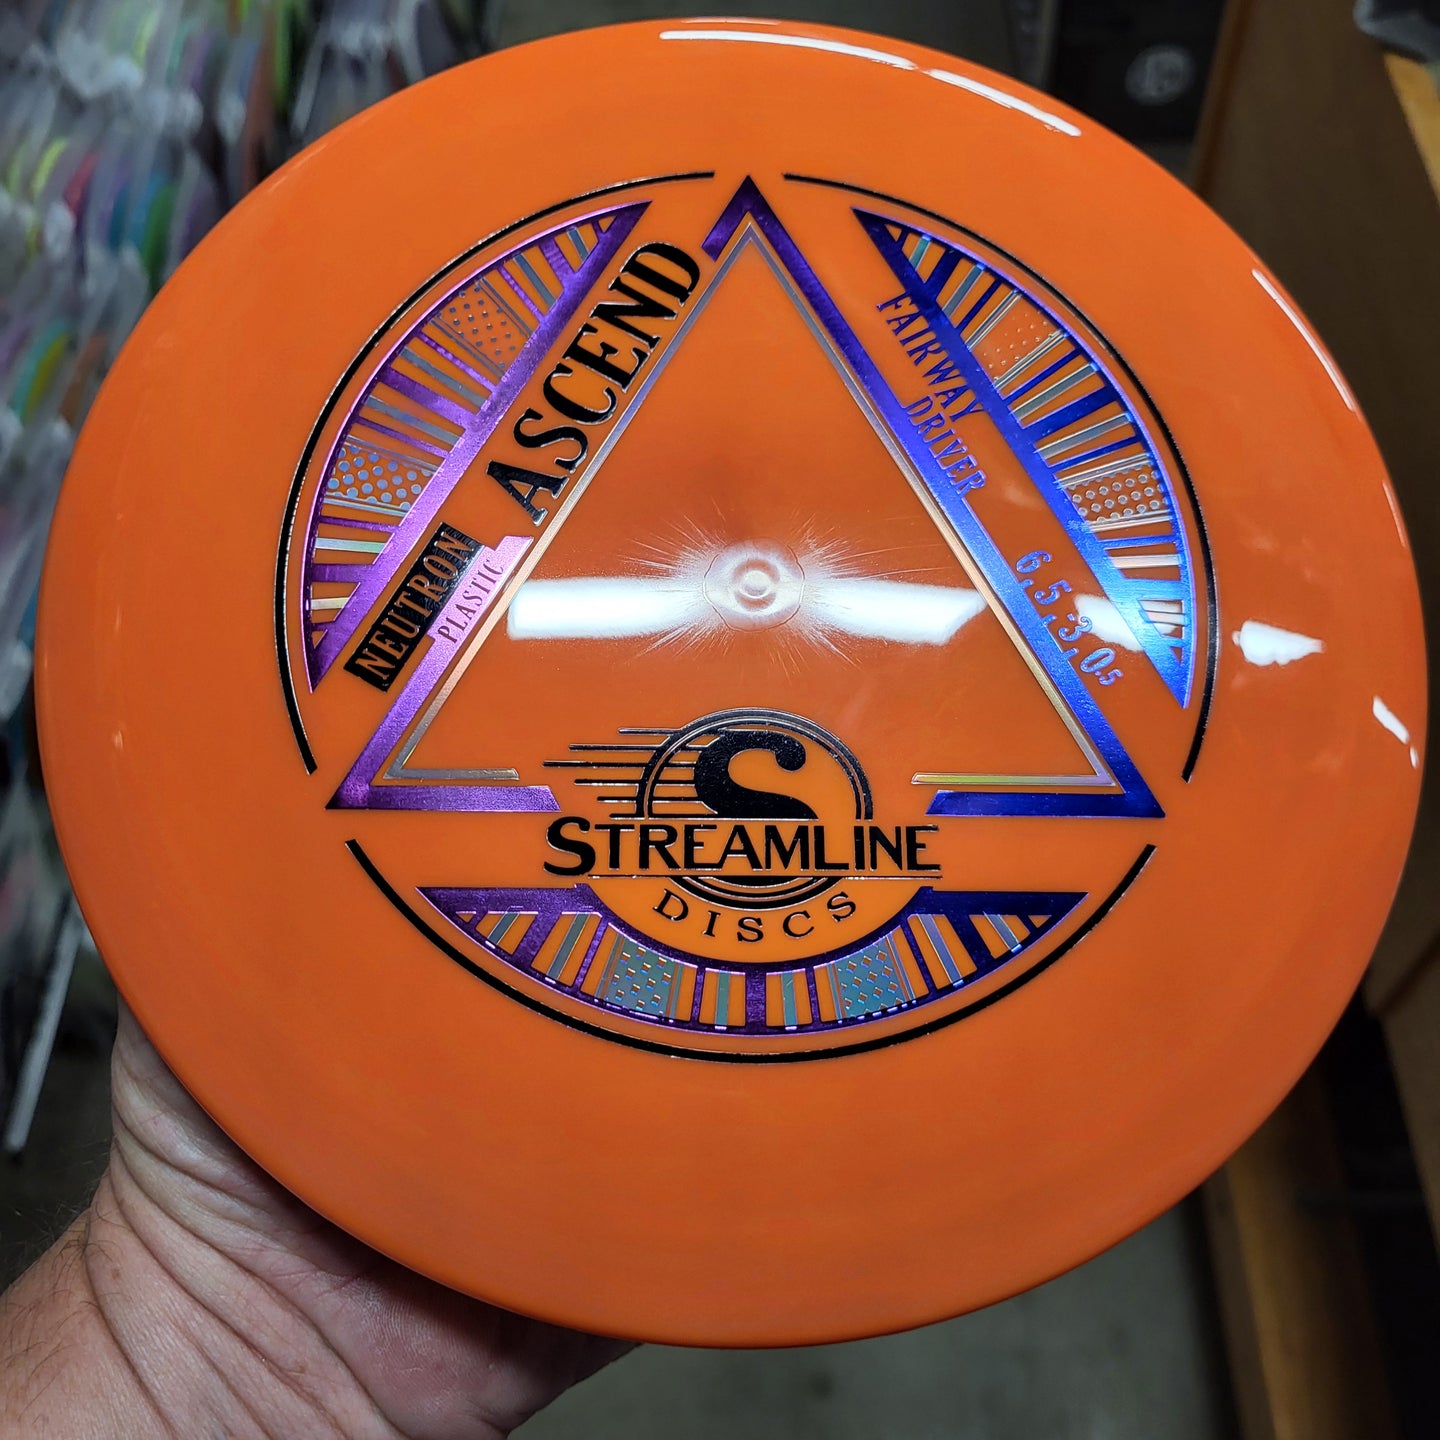 NEUTRON
PLASTIC
ASCEND
FAIRWAY
DRIVER
6, 5, -3, 0.5
STREAMLINE
DISCS